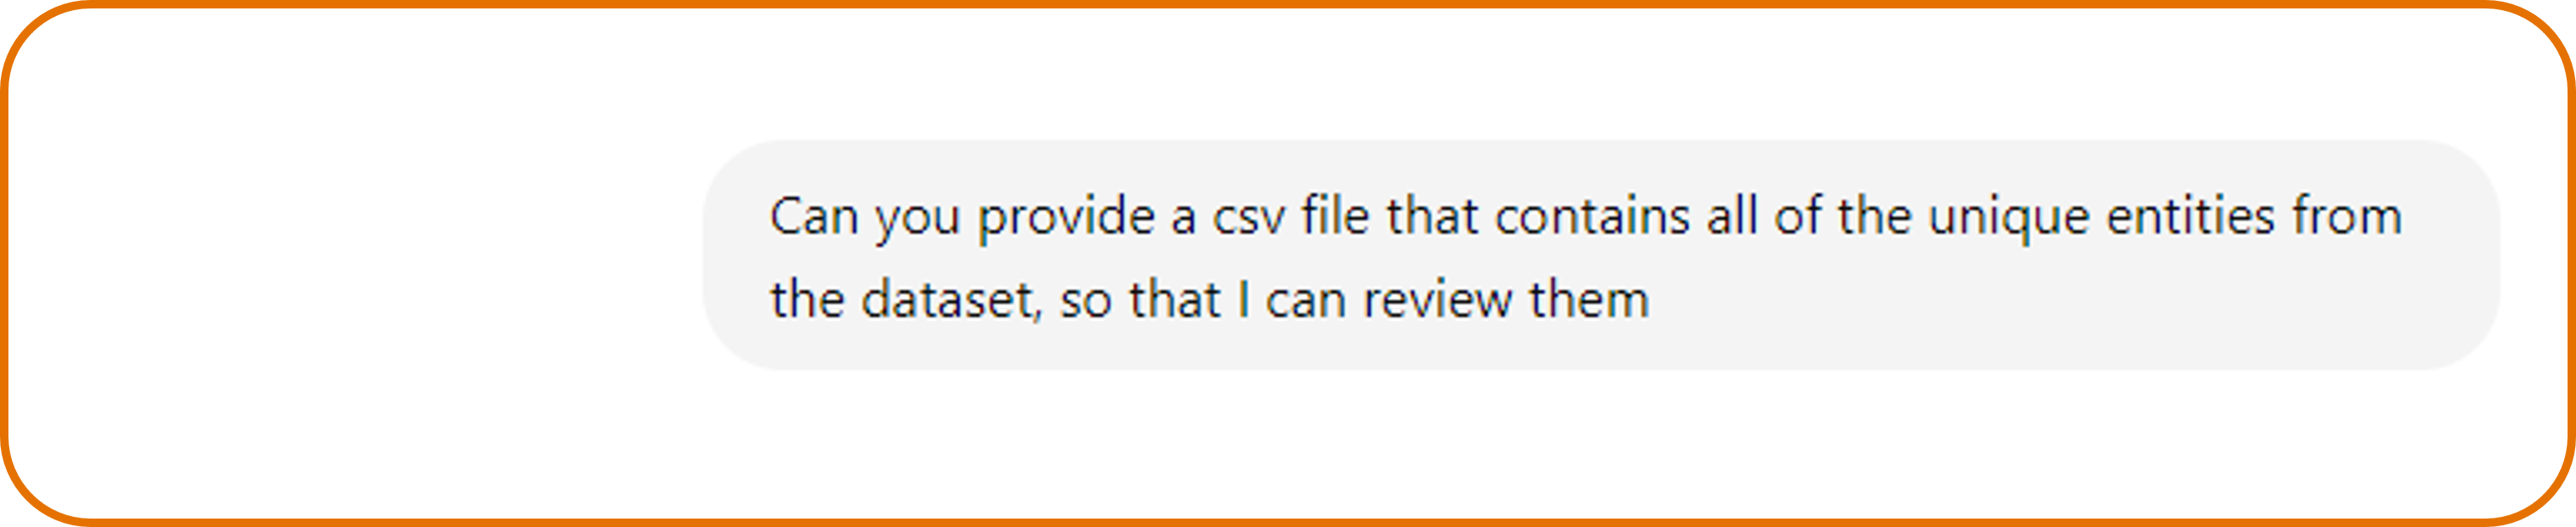 Can you provide a csv file that contains all of the unique entities from
the dataset, so that I can review them